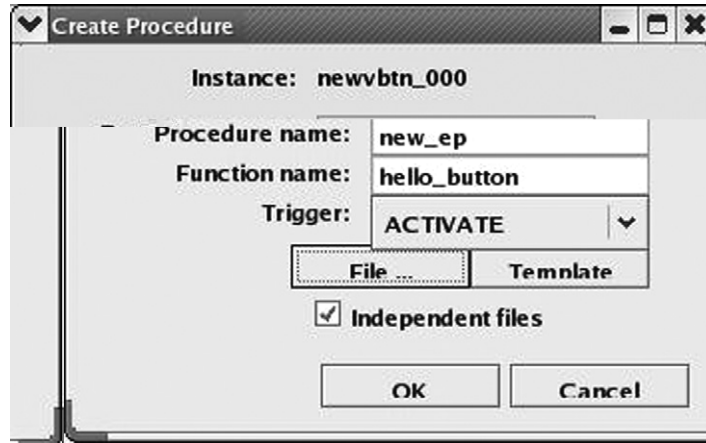 Create Procedure
Instance: newvbtn_000
Procedure name: new_ep
Function name: hello_button
Trigger: ACTIVATE
File ... Template
Independent files
OK Cancel